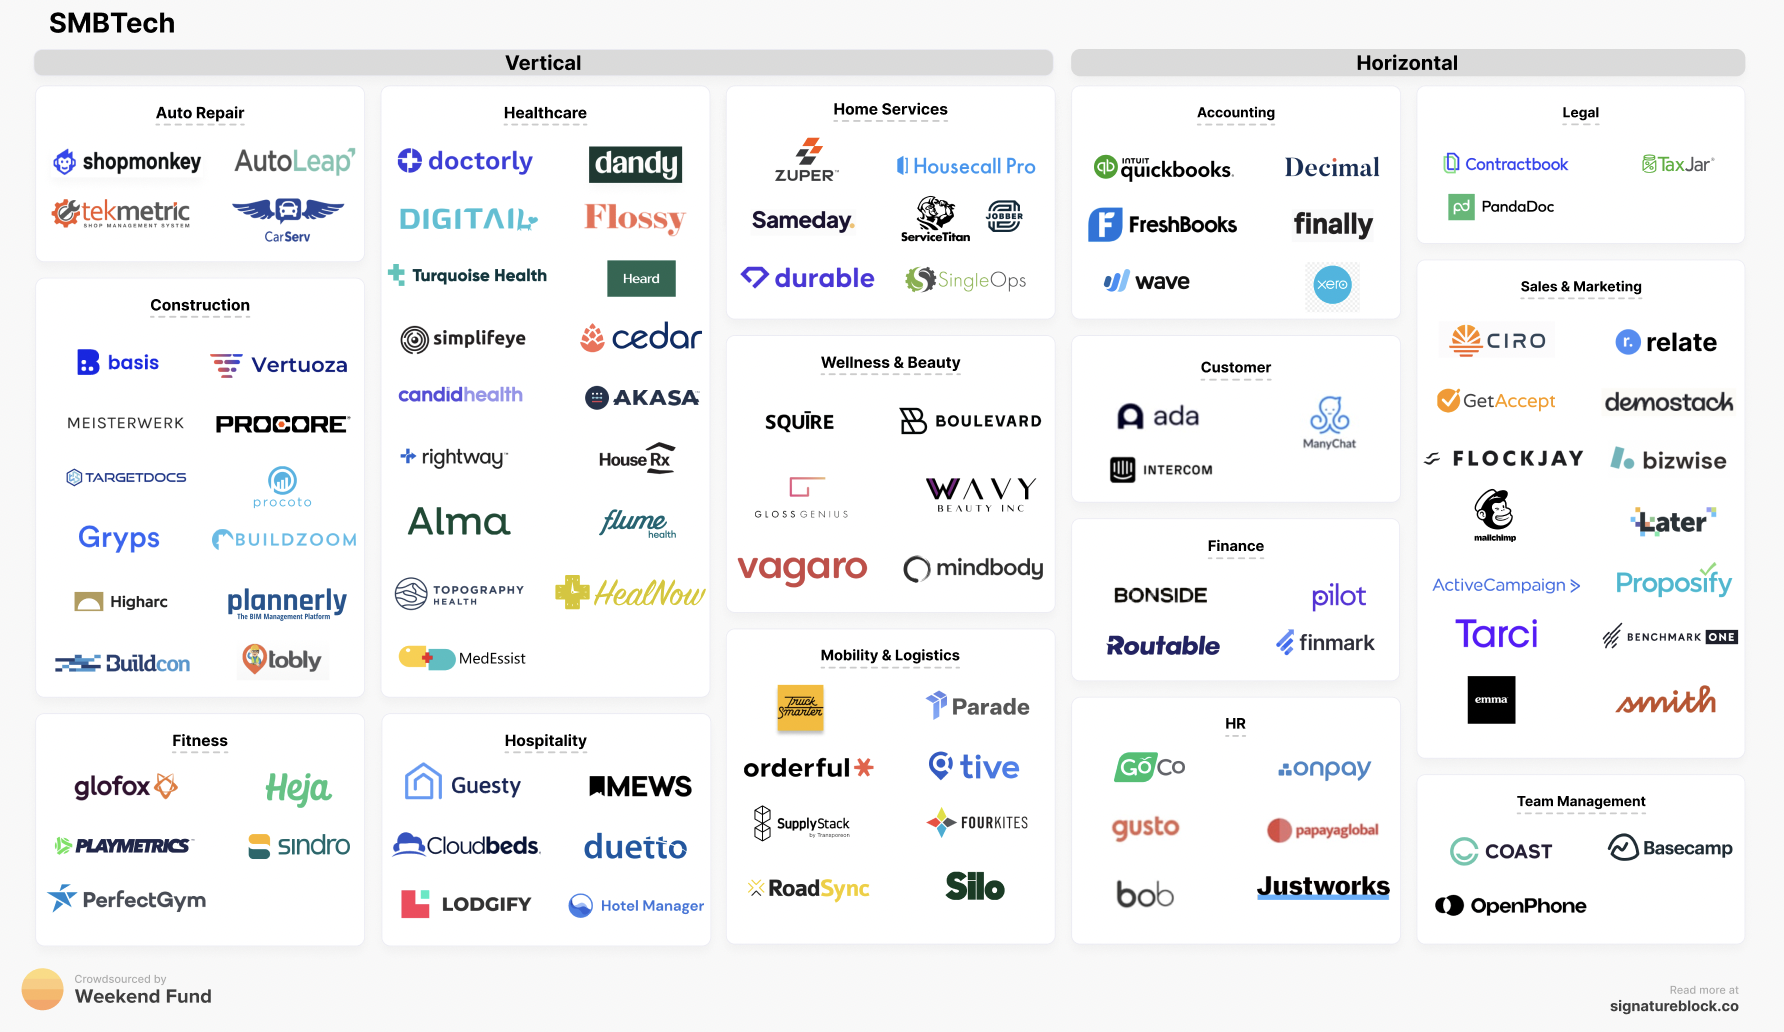 SMBTech
Vertical
Auto Repair
shopmonkey
AutoLeap
tekmetric
SHOP MANAGEMENT SYSTEM
CarServ
Construction
basis
Vertuoza
MEISTERWERK
PROCORE
TARGETDOCS
procoto
Gryps
BUILDZOOM
Higharc
plannerly
The BIM Management Platform
Buildcon
tobly
Fitness
glofox
Heja
PLAYMETRICS
sindro
PerfectGym
Healthcare
doctorly
dandy
DIGITAIL
Flossy
Turquoise Health
Heard
simplifeye
cedar
candidhealth
AKASA
rightway
House Rx
Alma
flume
health
TOPOGRAPHY
HEALTH
HealNow
MedEssist
Hospitality
Guesty
MEWS
Cloudbeds.
duetto
LODGIFY
Hotel Manager
Home Services
ZUPER™
Housecall Pro
Sameday.
ServiceTitan
JOBBER
durable
SingleOps
Wellness & Beauty
SQUIRE
BOULEVARD
GLOSSGENIUS
WAVY
BEAUTY INC
vagaro
mindbody
Mobility & Logistics
Truck
Smarter
Parade
orderful
tive
SupplyStack
by Transporeon
FOURKITES
RoadSync
Silo
Horizontal
Accounting
qb
INTUIT
quickbooks.
Decimal
FreshBooks
finally
wave
xero
Customer
ada
ManyChat
INTERCOM
Finance
BONSIDE
pilot
Routable
finmark
HR
GoCo
onpay
gusto
papayaglobal
bob
Justworks
Legal
Contractbook
TaxJar
pd
PandaDoc
Sales & Marketing
CIRO
r.
relate
GetAccept
demostack
FLOCKJAY
bizwise
mailchimp
Later
ActiveCampaign >
Proposify
Tarci
BENCHMARK ONE
emma
smith
Team Management
COAST
Basecamp
OpenPhone
Crowdsourced by
Weekend Fund
Read more at
signatureblock.co